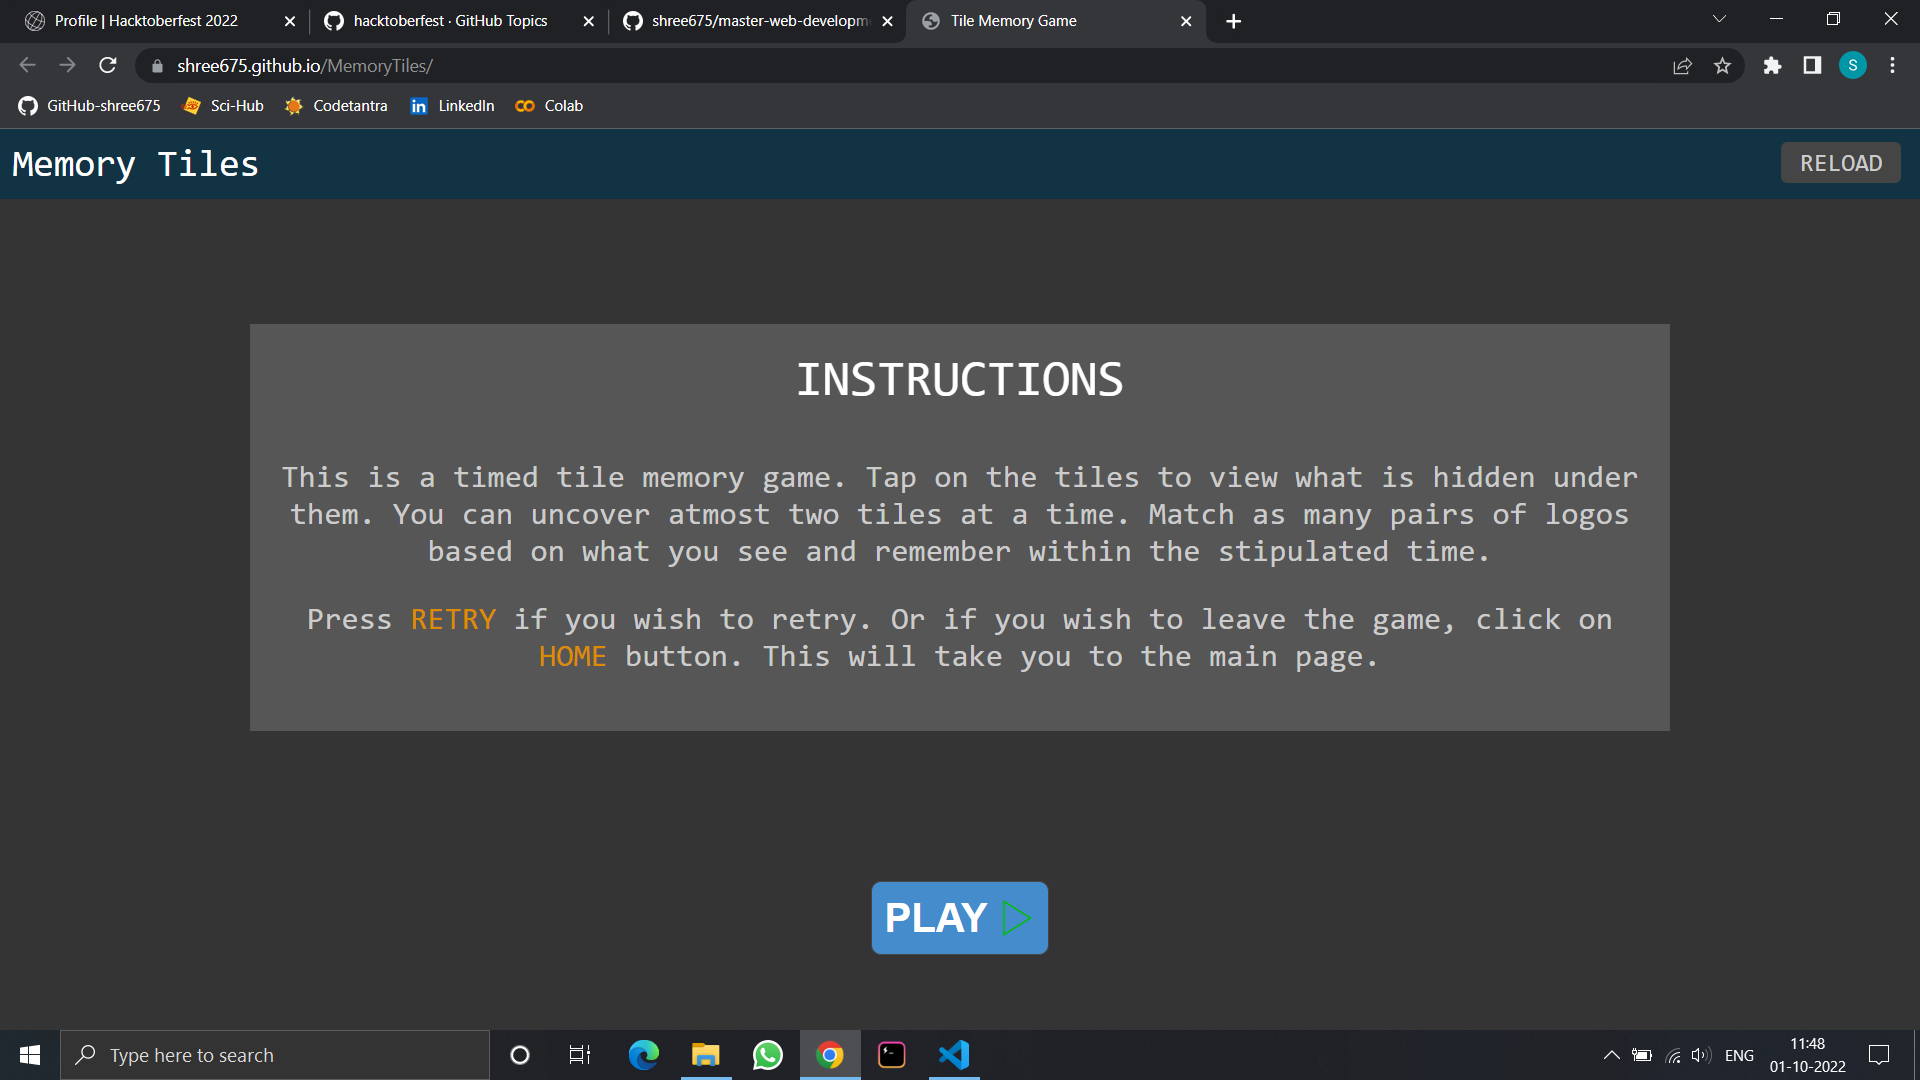 Profile | Hacktoberfest 2022
hacktoberfest · GitHub Topics
shree675/master-web-developm
Tile Memory Game
shree675.github.io/MemoryTiles/
S
GitHub-shree675
Sci-Hub
Codetantra
in LinkedIn
Colab
Memory Tiles
RELOAD
INSTRUCTIONS
This is a timed tile memory game. Tap on the tiles to view what is hidden under
them. You can uncover atmost two tiles at a time. Match as many pairs of logos
based on what you see and remember within the stipulated time.
Press RETRY if you wish to retry. Or if you wish to leave the game, click on
HOME button. This will take you to the main page.
PLAY
Type here to search
ENG
11:48
01-10-2022